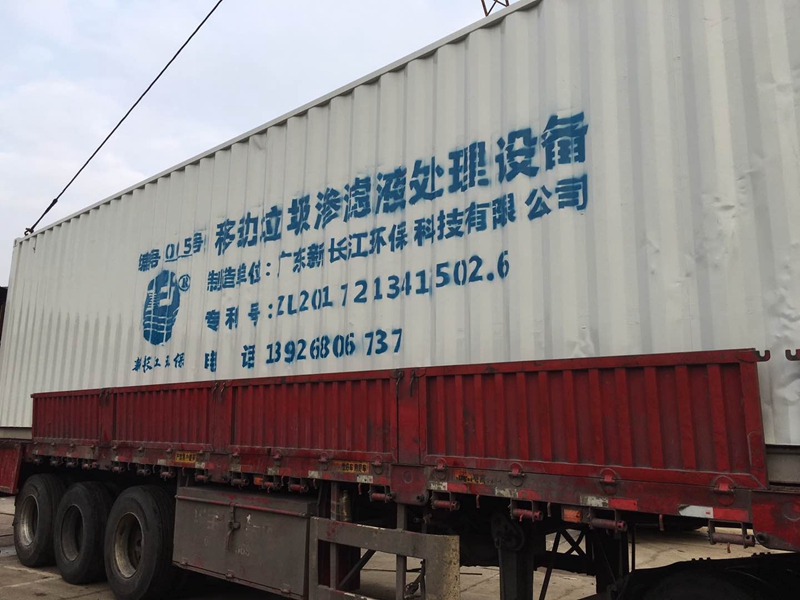 编号 015号 移动垃圾渗滤液处理设备
制造单位：广东新长江环保科技有限公司
专利号：ZL201721341502.6
电话 13926806737
®
新长江环保